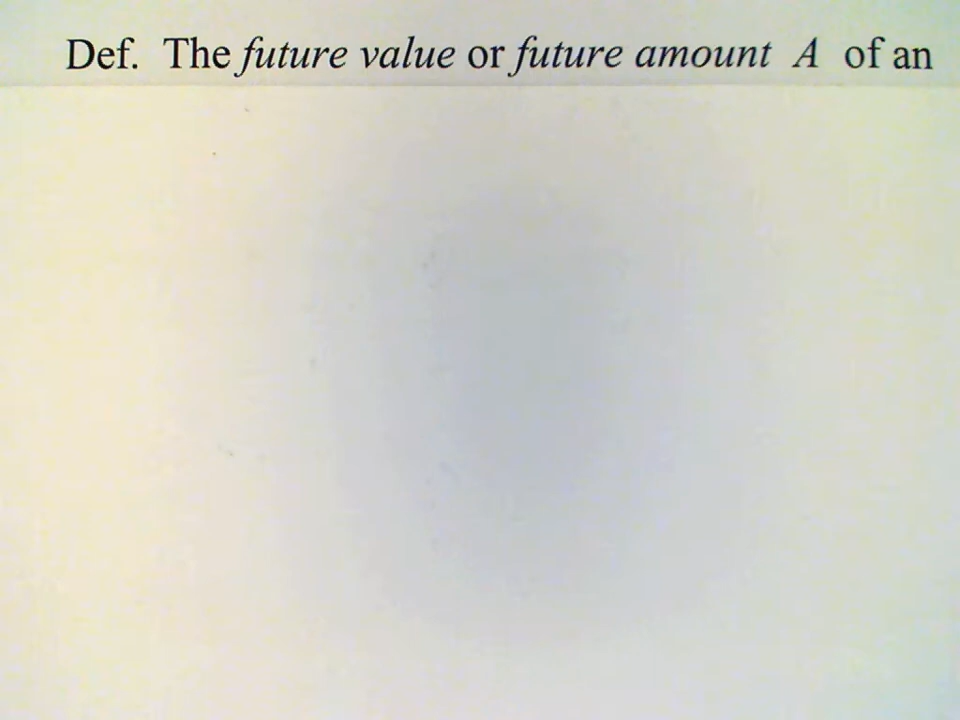 Def. The future value or future amount A of an